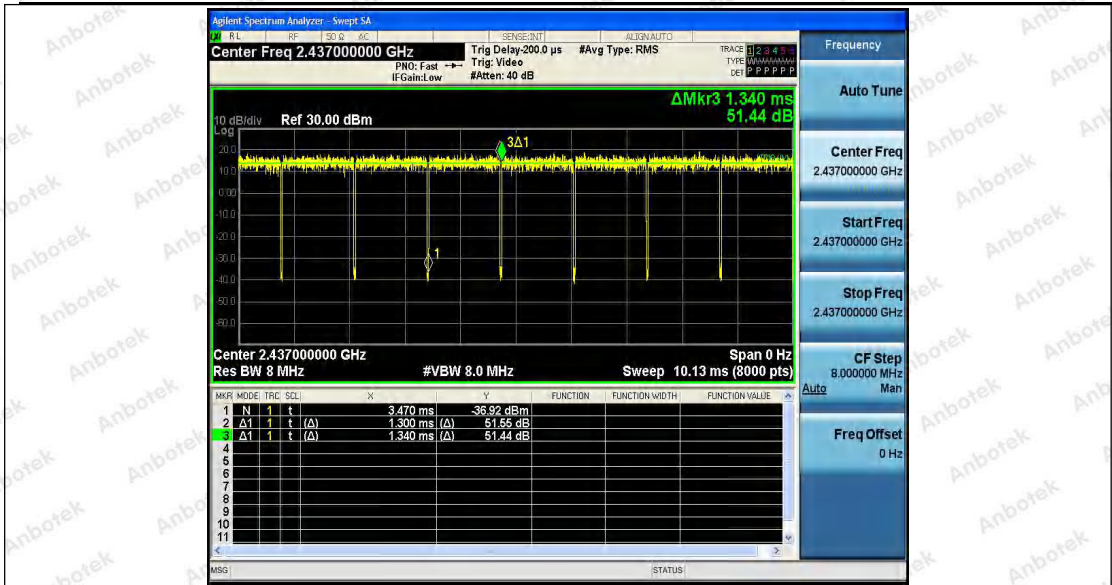 Agilent Spectrum Analyzer - Swept SA
RL RF 50 Ω AC SENSE:INT ALIGNAUTO
Center Freq 2.437000000 GHz
PNO: Fast
IFGain:Low
Trig Delay-200.0 µs
Trig: Video
#Atten: 40 dB
#Avg Type: RMS
TRACE 1 2 3 4 5 6
TYPE
DET P P P P P P
ΔMkr3 1.340 ms
51.44 dB
10 dB/div Ref 30.00 dBm
Log
20.0
10.0
0.00
-10.0
-20.0
-30.0
-40.0
-50.0
-60.0
3Δ1
1
Center 2.437000000 GHz
Span 0 Hz
Res BW 8 MHz
#VBW 8.0 MHz
Sweep 10.13 ms (8000 pts)
MKR MODE TRC SCL X Y FUNCTION FUNCTION WIDTH FUNCTION VALUE
1 N 1 t 3.470 ms -36.92 dBm
2 Δ1 1 t (Δ) 1.300 ms (Δ) 51.55 dB
3 Δ1 1 t (Δ) 1.340 ms (Δ) 51.44 dB
4
5
6
7
8
9
10
11
MSG STATUS
Frequency
Auto Tune
Center Freq
2.437000000 GHz
Start Freq
2.437000000 GHz
Stop Freq
2.437000000 GHz
CF Step
8.000000 MHz
Auto Man
Freq Offset
0 Hz
Anbotek